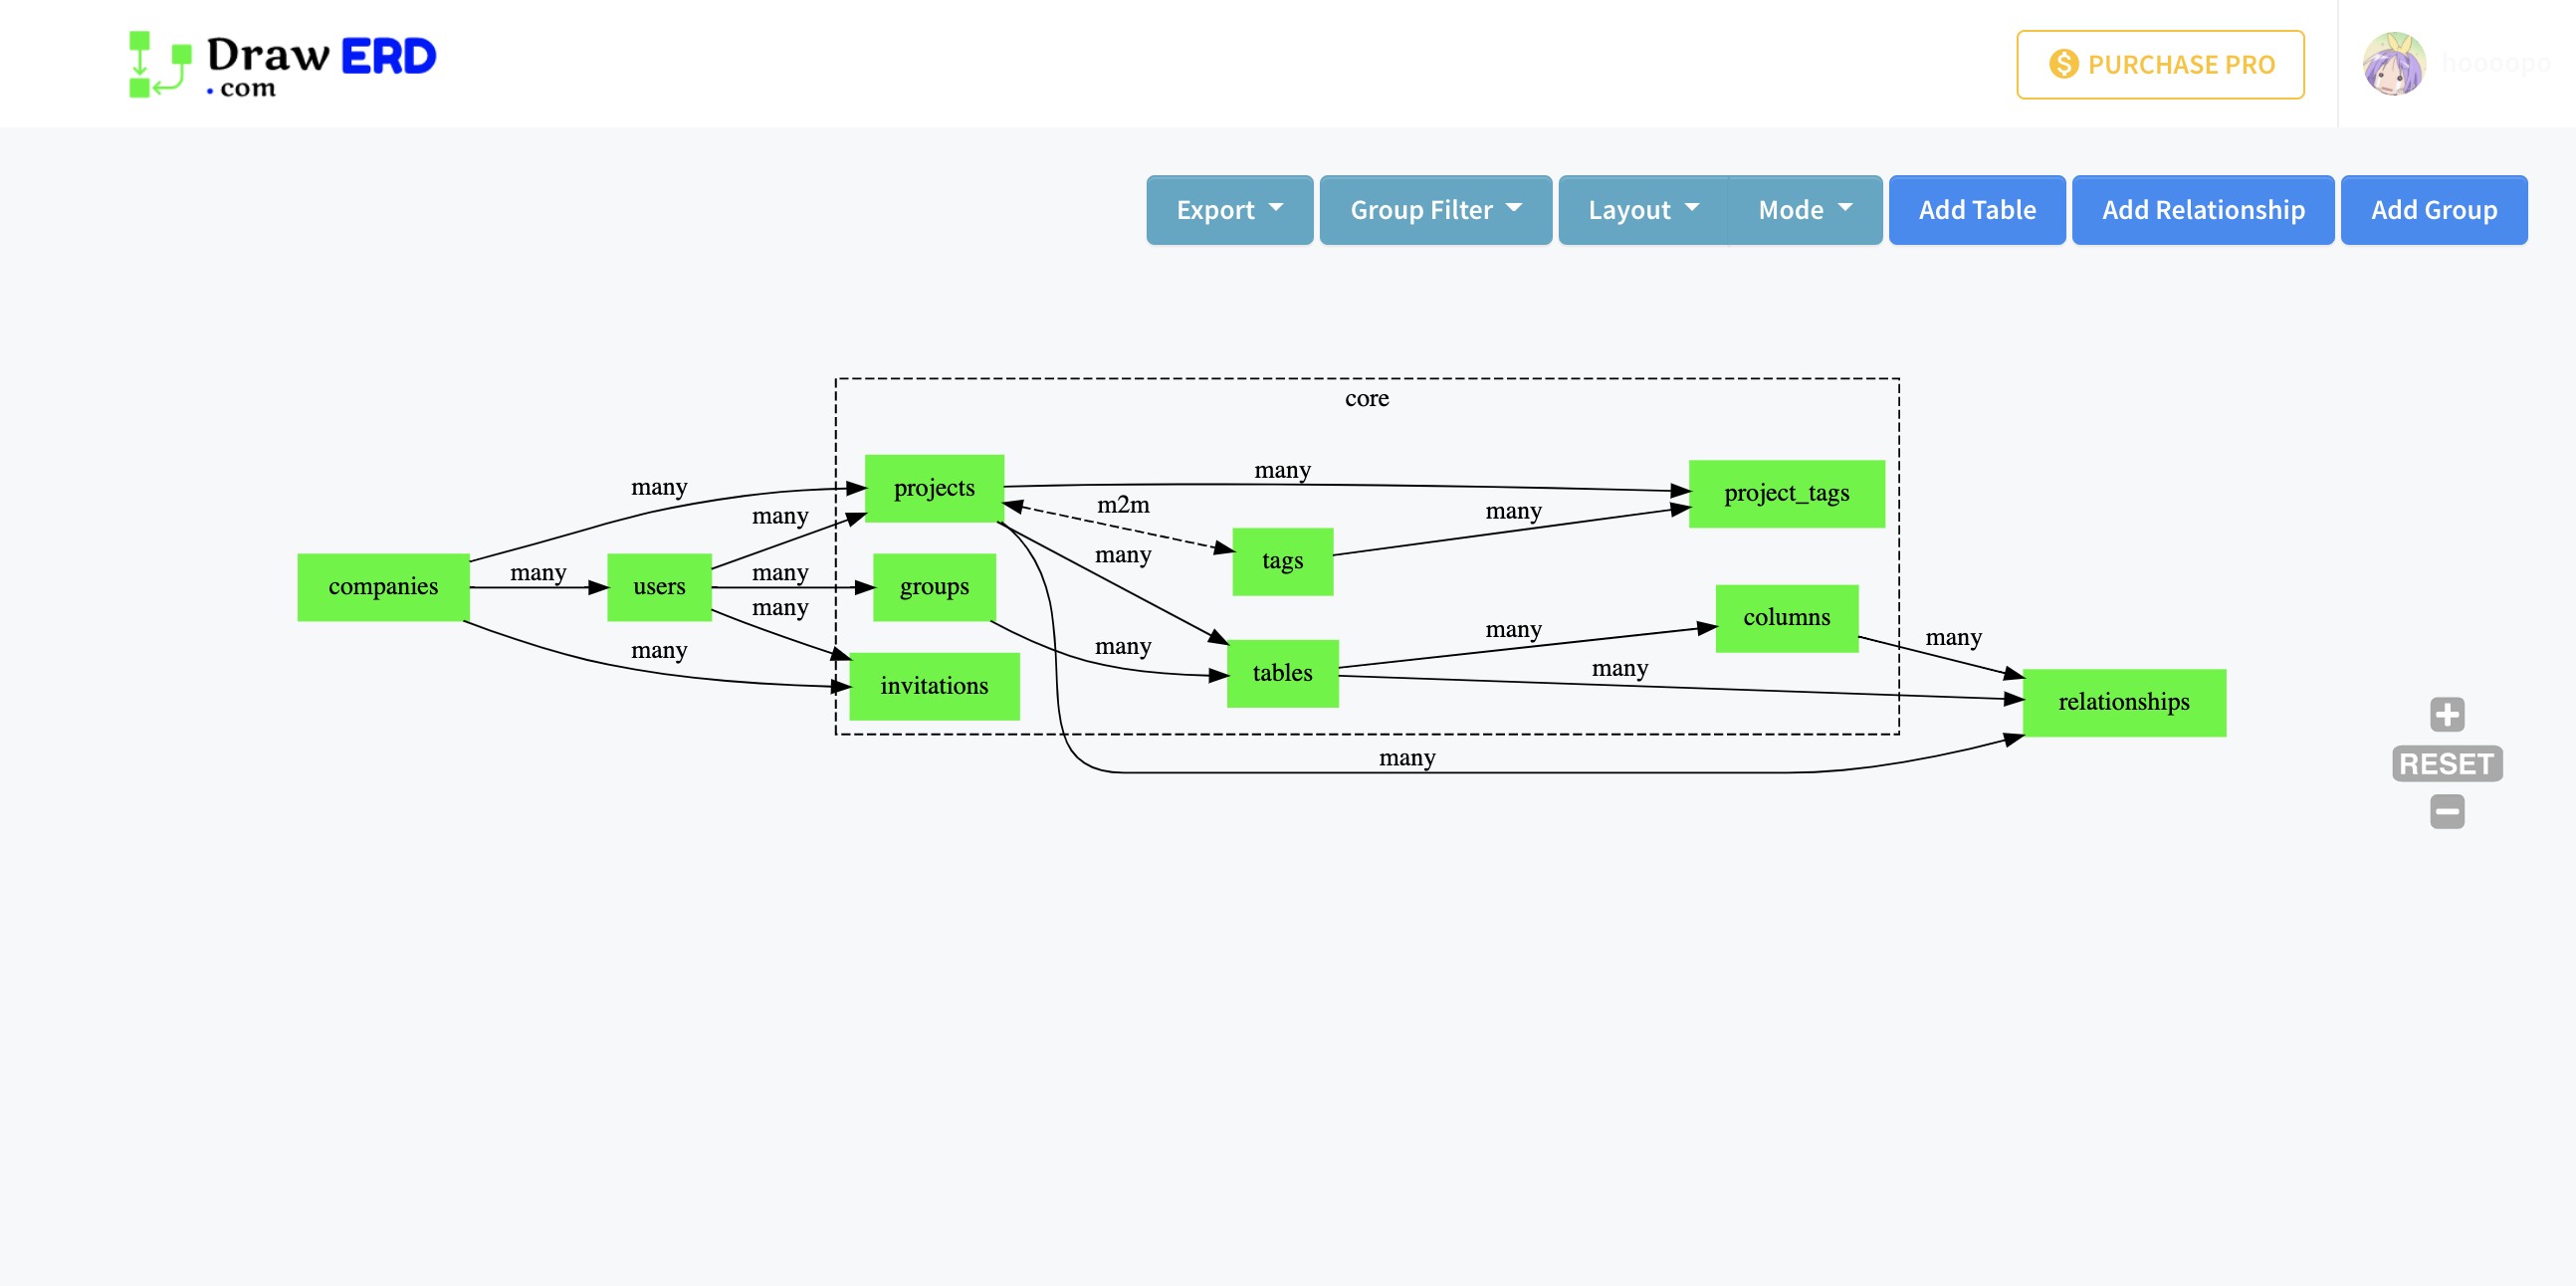 Draw ERD
.com
PURCHASE PRO
hoooopo
Export
Group Filter
Layout
Mode
Add Table
Add Relationship
Add Group
core
many
projects
many
project_tags
many
m2m
many
many
tags
companies
many
users
many
groups
many
many
many
invitations
many
tables
many
columns
many
many
relationships
many
RESET